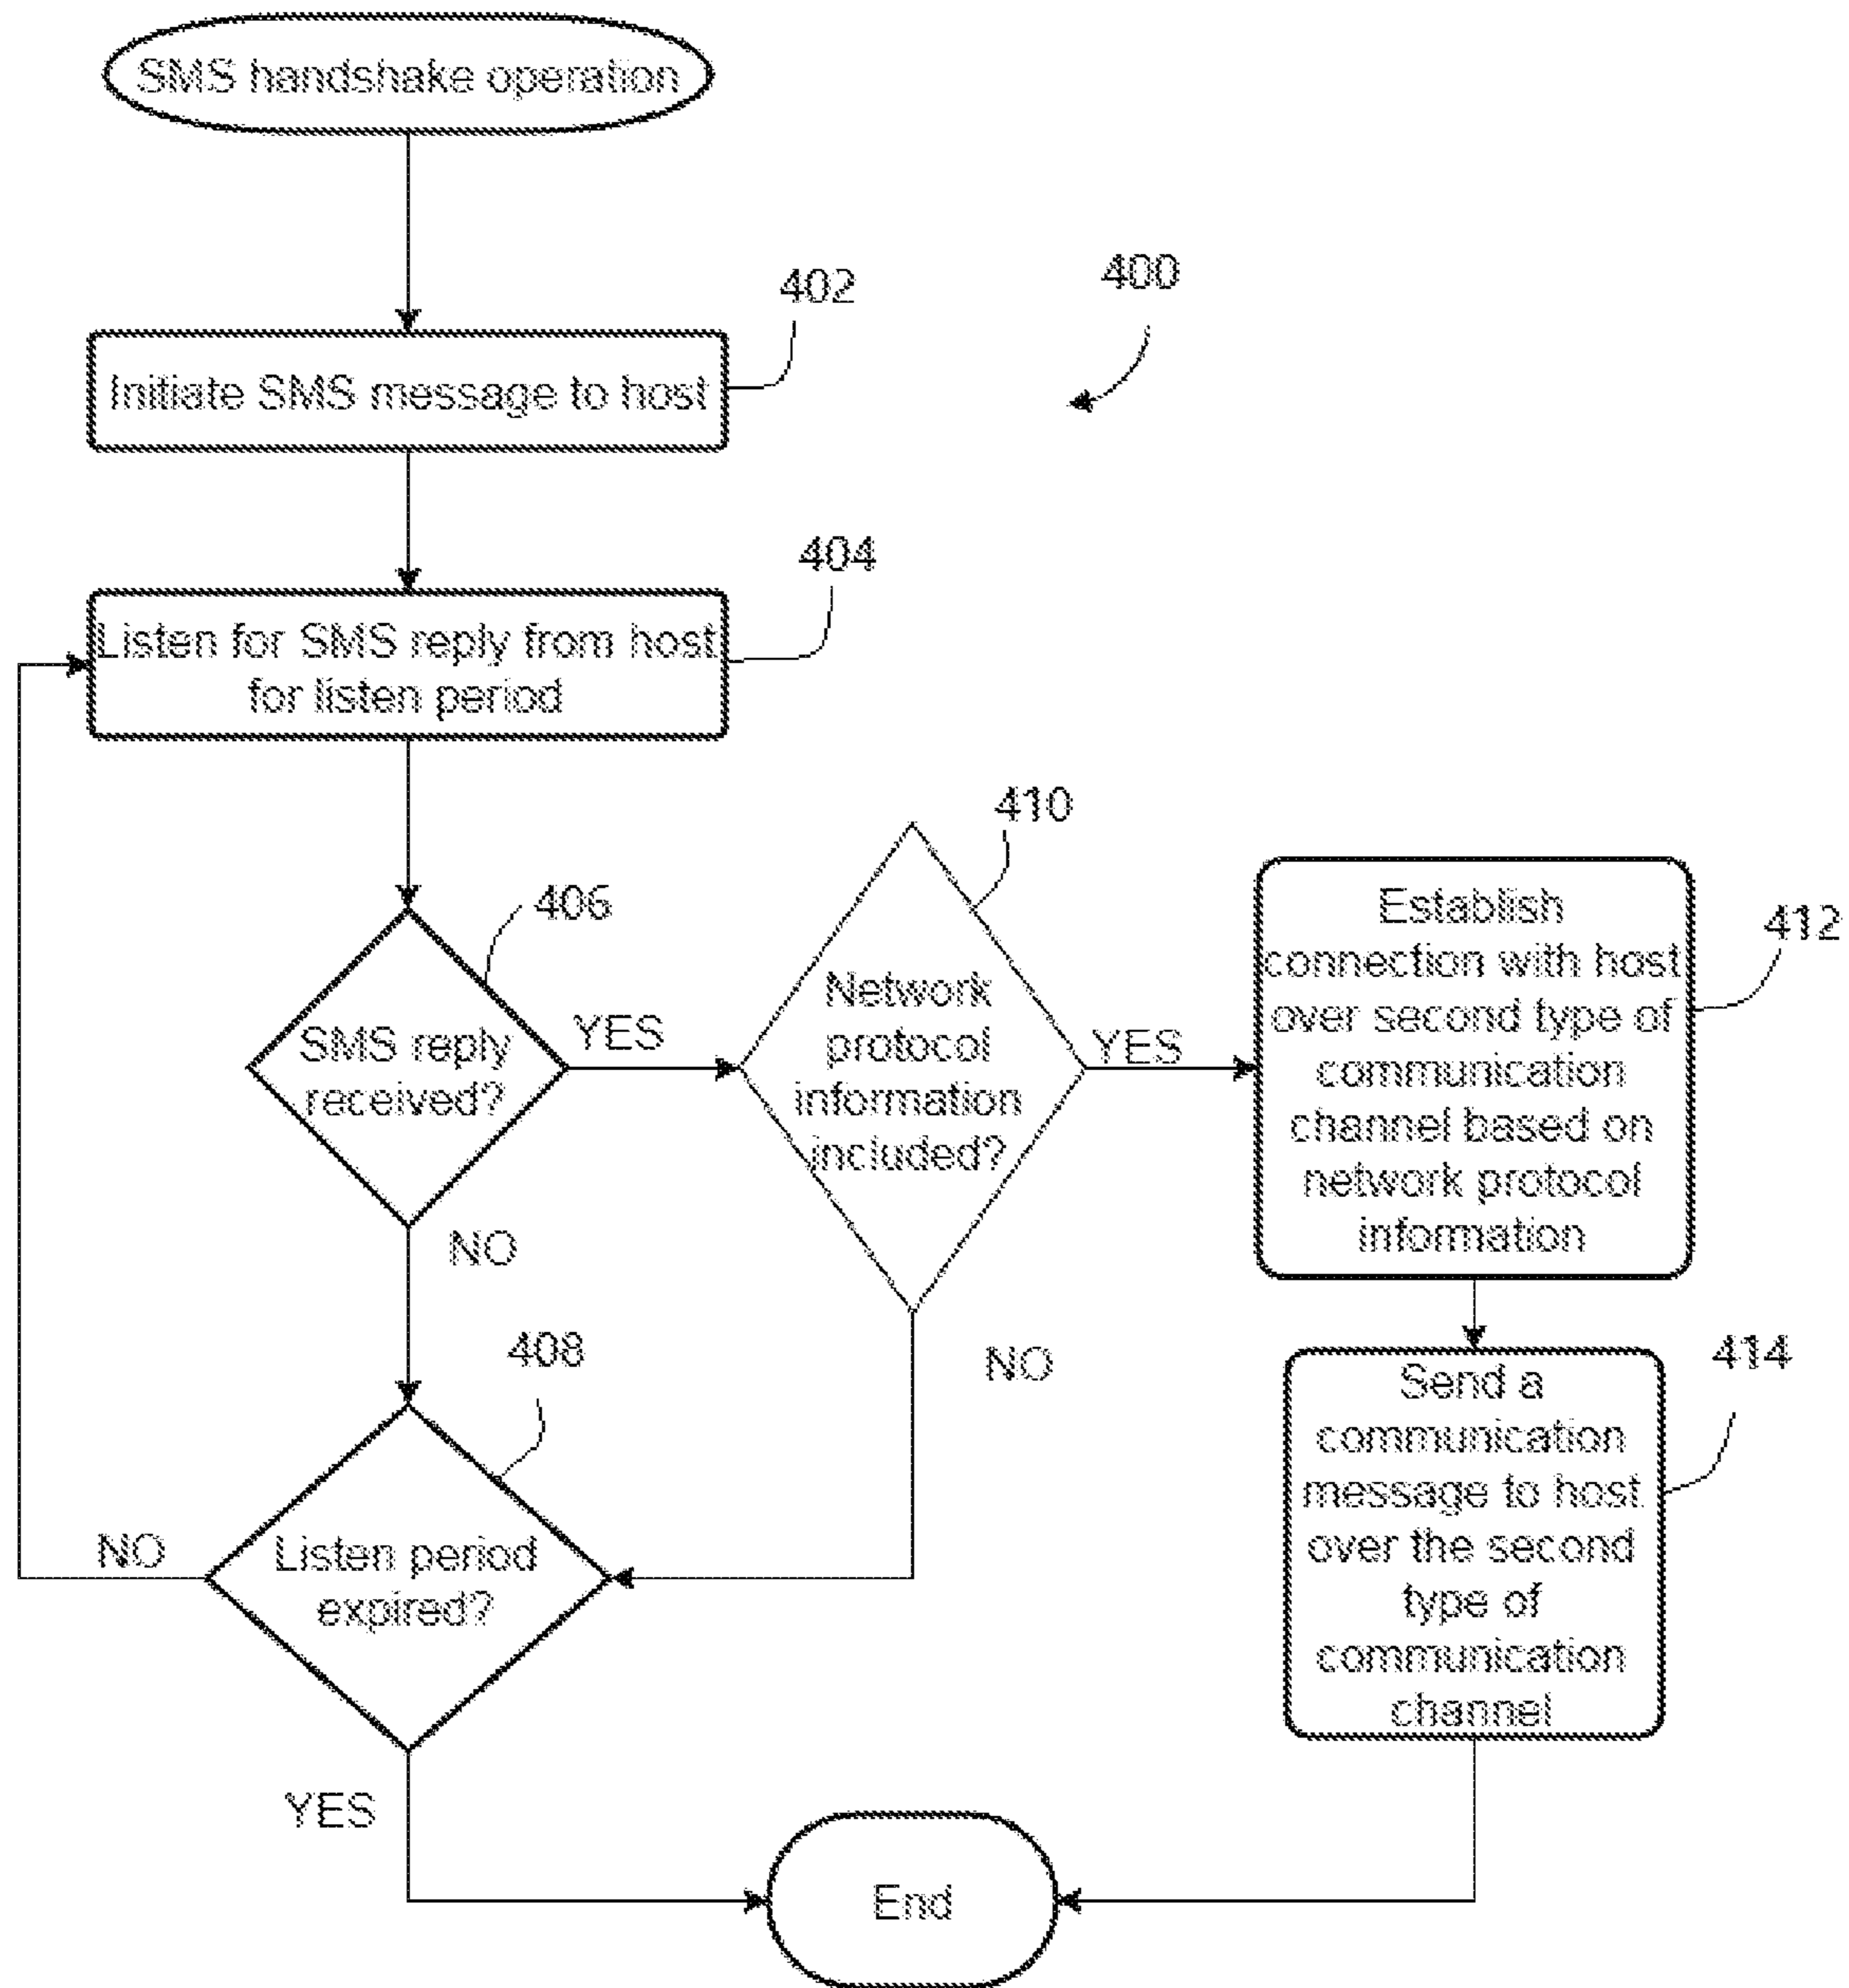 SMS handshake operation
400
402
Initiate SMS message to host
404
Listen for SMS reply from host
for listen period
406
SMS reply
received?
YES
NO
410
Network
protocol
information
included?
YES
NO
412
Establish
connection with host
over second type of
communication
channel based on
network protocol
information
408
Listen period
expired?
NO
YES
414
Send a
communication
message to host
over the second
type of
communication
channel
End